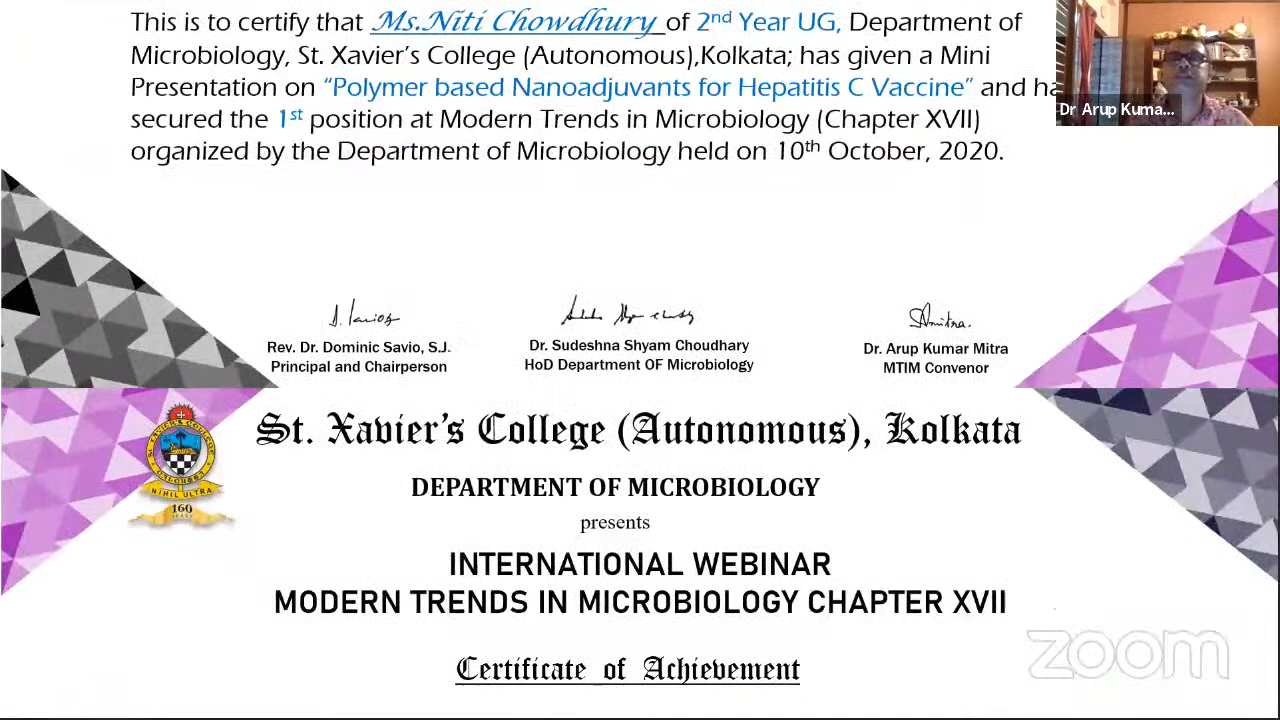 This is to certify that Ms.Niti Chowdhury of 2nd Year UG, Department of
Microbiology, St. Xavier's College (Autonomous),Kolkata; has given a Mini
Presentation on “Polymer based Nanoadjuvants for Hepatitis C Vaccine” and ha
secured the 1st position at Modern Trends in Microbiology (Chapter XVII)
organized by the Department of Microbiology held on 10th October, 2020.
Dr Arup Kuma...
Rev. Dr. Dominic Savio, S.J.
Principal and Chairperson
Dr. Sudeshna Shyam Choudhary
HoD Department OF Microbiology
Dr. Arup Kumar Mitra
MTIM Convenor
St. Xavier's College (Autonomous), Kolkata
DEPARTMENT OF MICROBIOLOGY
presents
INTERNATIONAL WEBINAR
MODERN TRENDS IN MICROBIOLOGY CHAPTER XVII
Certificate of Achievement
NIHIL ULTRA
160
YEARS
zoom